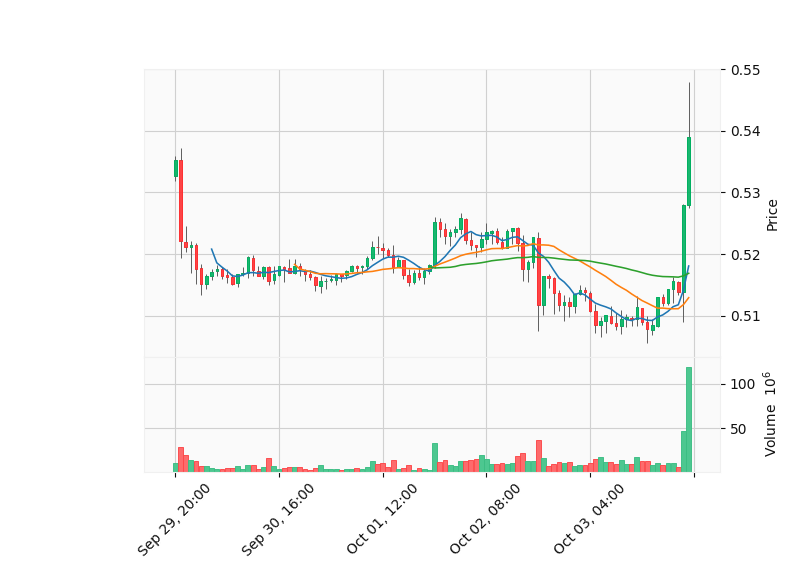 0.55
0.54
0.53
0.52
0.51
Price
100
50
Volume 10^6
Sep 29, 20:00
Sep 30, 16:00
Oct 01, 12:00
Oct 02, 08:00
Oct 03, 04:00